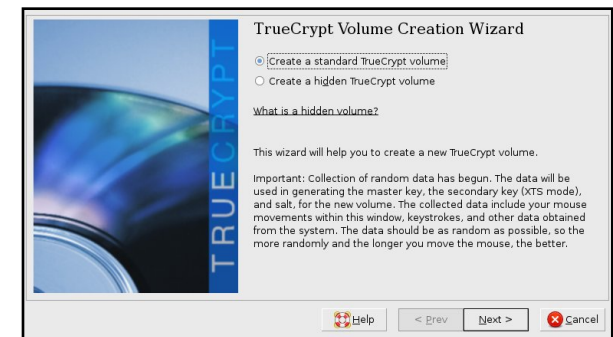 TRUECRYPT
TrueCrypt Volume Creation Wizard
Create a standard TrueCrypt volume
Create a hidden TrueCrypt volume
What is a hidden volume?
This wizard will help you to create a new TrueCrypt volume.
Important: Collection of random data has begun. The data will be
used in generating the master key, the secondary key (XTS mode),
and salt, for the new volume. The collected data include your mouse
movements within this window, keystrokes, and other data obtained
from the system. The data should be as random as possible, so the
more randomly and the longer you move the mouse, the better.
Help < Prev Next > Cancel